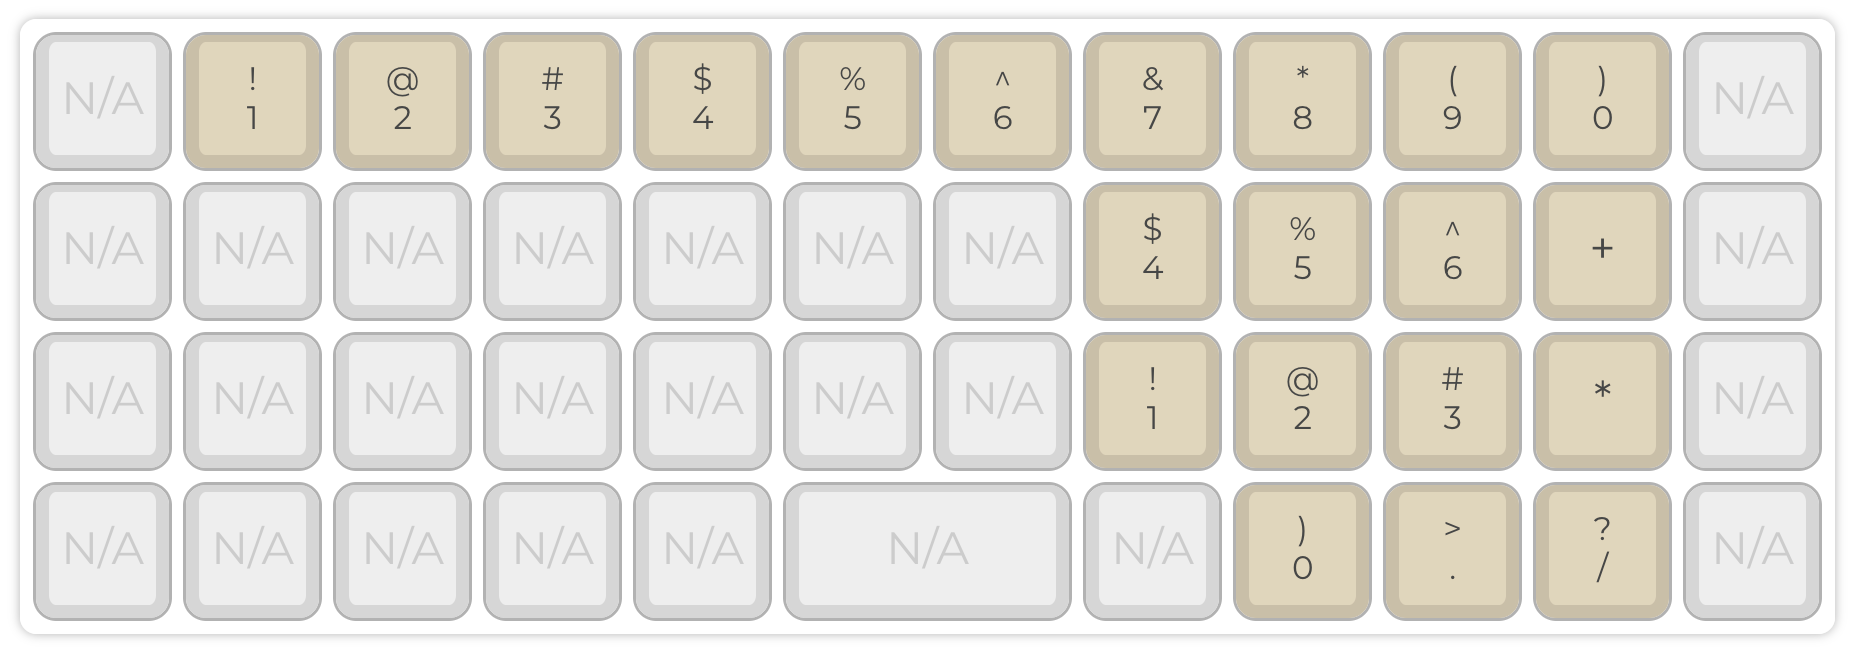 N/A ! @ # $ % ^ & * ( ) N/A
1 2 3 4 5 6 7 8 9 0
N/A N/A N/A N/A N/A N/A N/A $ % ^ + N/A
4 5 6
N/A N/A N/A N/A N/A N/A N/A ! @ # * N/A
1 2 3
N/A N/A N/A N/A N/A N/A N/A ) > ? N/A
0 . /